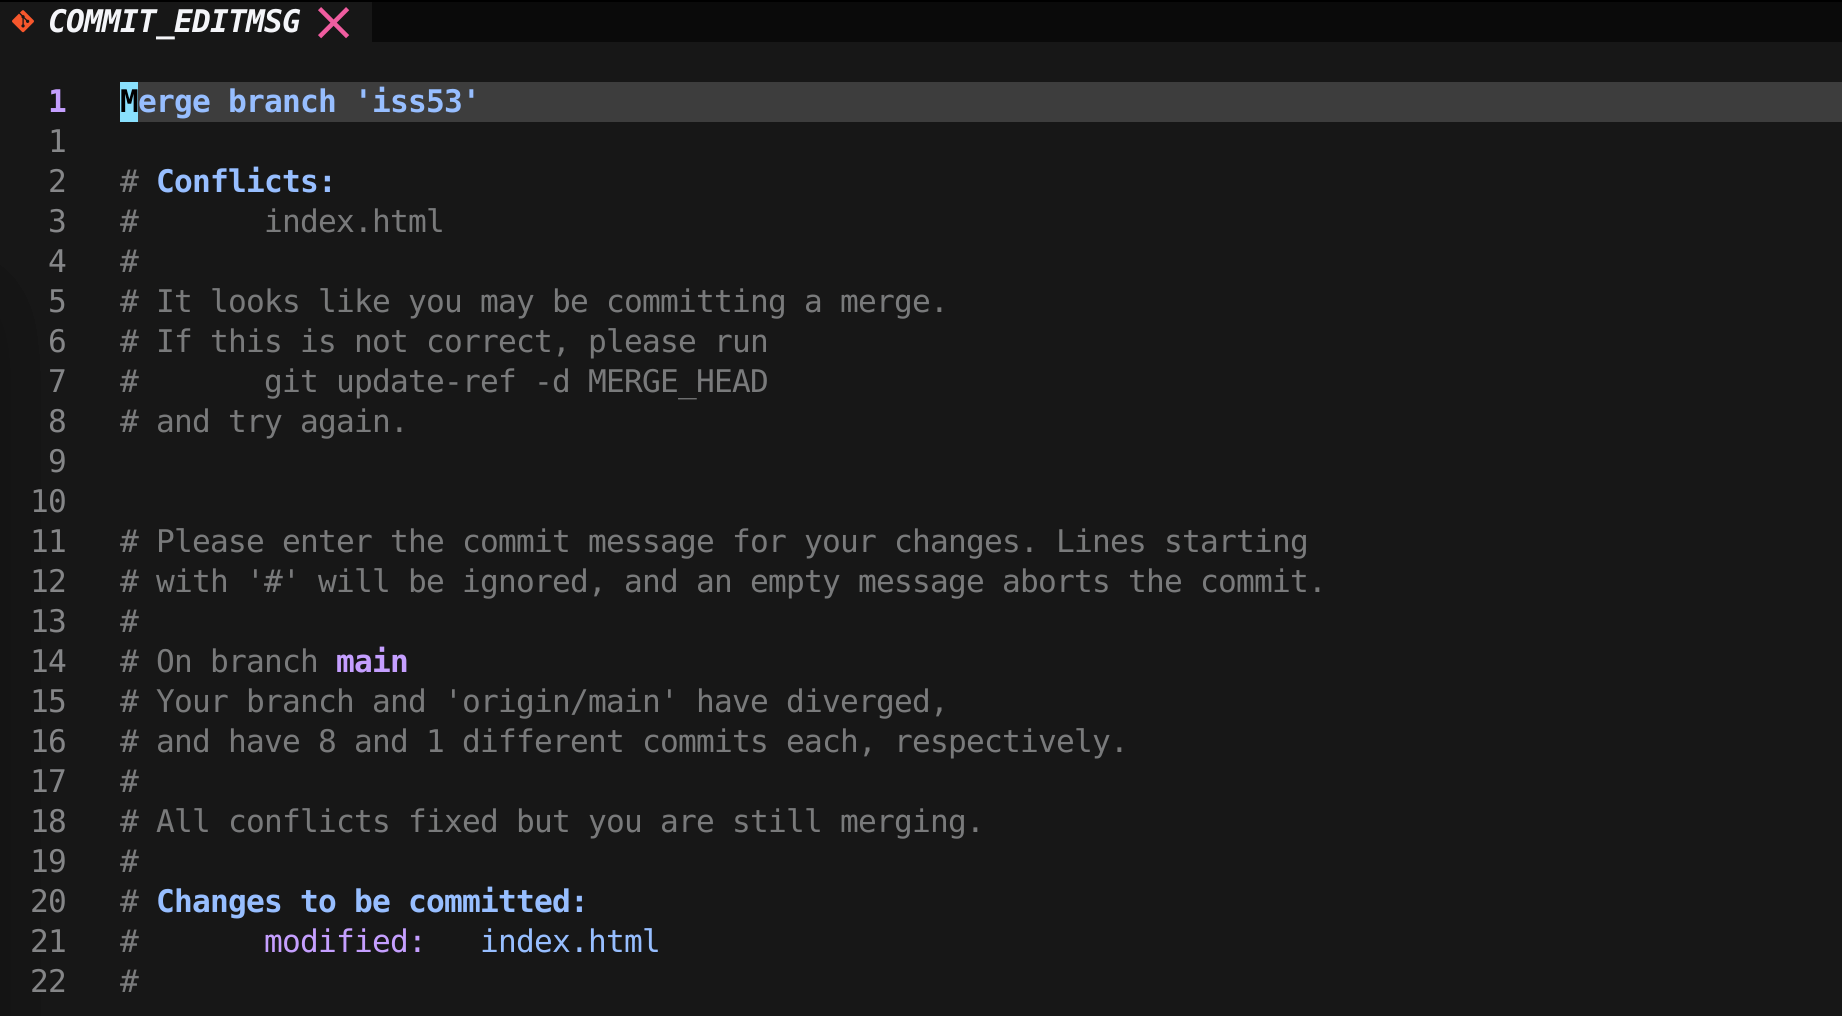 COMMIT_EDITMSG
1 Merge branch 'iss53'
1
2 # Conflicts:
3 #       index.html
4 #
5 # It looks like you may be committing a merge.
6 # If this is not correct, please run
7 #       git update-ref -d MERGE_HEAD
8 # and try again.
9
10
11 # Please enter the commit message for your changes. Lines starting
12 # with '#' will be ignored, and an empty message aborts the commit.
13 #
14 # On branch main
15 # Your branch and 'origin/main' have diverged,
16 # and have 8 and 1 different commits each, respectively.
17 #
18 # All conflicts fixed but you are still merging.
19 #
20 # Changes to be committed:
21 #       modified:   index.html
22 #